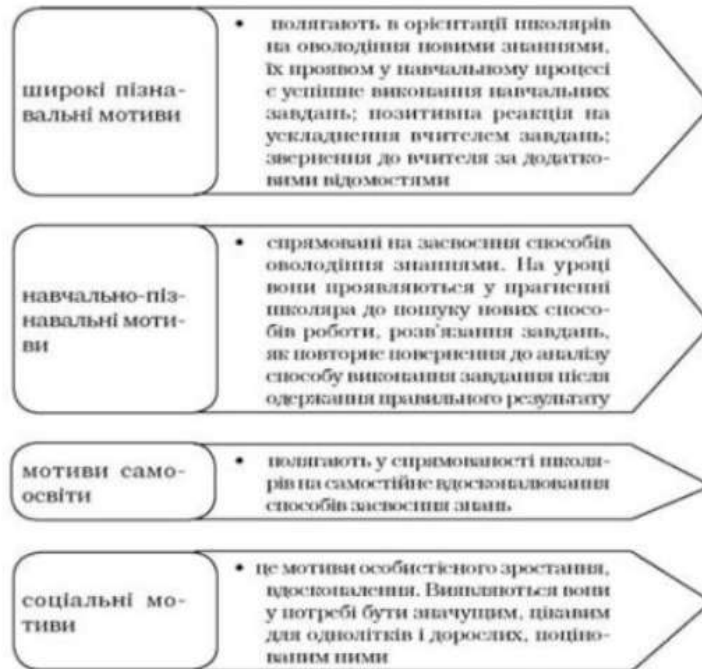 широкі пізна-
вальні мотиви
• полягають в орієнтації школярів
на оволодіння новими знаннями,
їх проявом у навчальному процесі
є успішне виконання навчальних
завдань; позитивна реакція на
ускладнення вчителем завдань;
звернення до вчителя за додатко-
вими відомостями
навчально-піз-
навальні моти-
ви
• спрямовані на засвоєння способів
оволодіння знаннями. На уроці
вони проявляються у прагненні
школяра до пошуку нових спосо-
бів роботи, розв'язання завдань,
як повторне повернення до аналізу
способу виконання завдання після
одержання правильного результату
мотиви само-
освіти
• полягають у спрямованості школя-
рів на самостійне вдосконалювання
способів засвоєння знань
соціальні мо-
тиви
• це мотиви особистісного зростання,
вдосконалення. Виявляються вони
у потребі бути значущим, цікавим
для однолітків і дорослих, поціно-
ваним ними